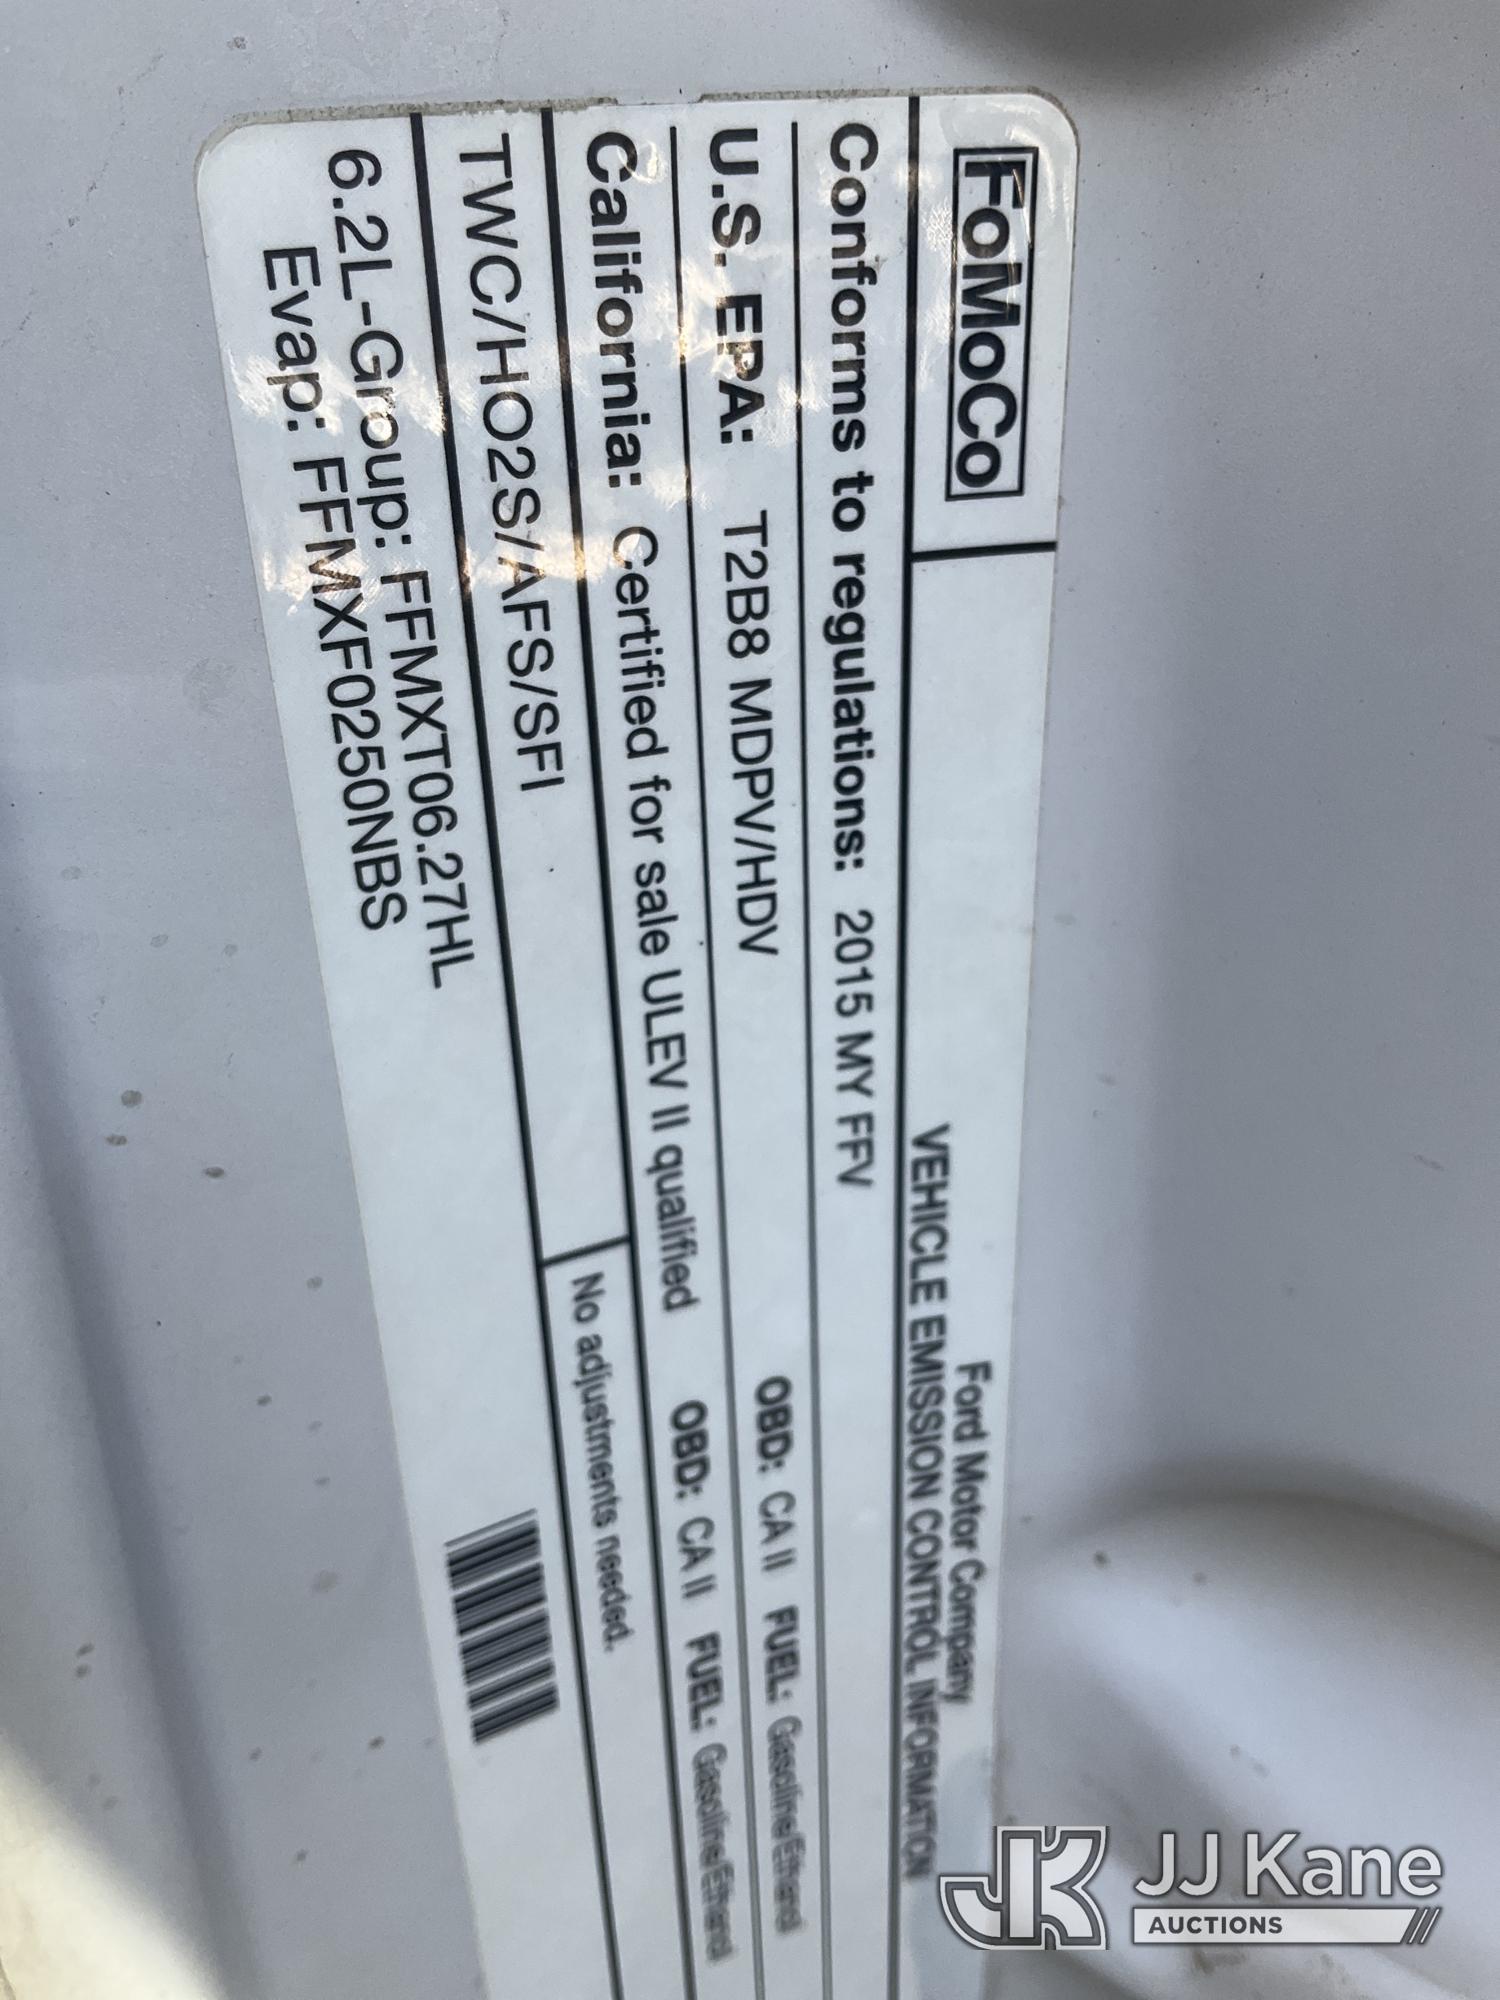 FoMoCo
Ford Motor Company
VEHICLE EMISSION CONTROL INFORMATION
Conforms to regulations: 2015 MY FFV
U.S. EPA: T2B8 MDPV/HDV OBD: CA II FUEL: Gasoline/Ethanol
California: Certified for sale ULEV II qualified OBD: CA II FUEL: Gasoline/Ethanol
TWC/HO2S/AFS/SFI
No adjustments needed.
6.2L-Group: FFMXT06.27HL
Evap: FFMXF0250NBS
JK JJ Kane
AUCTIONS